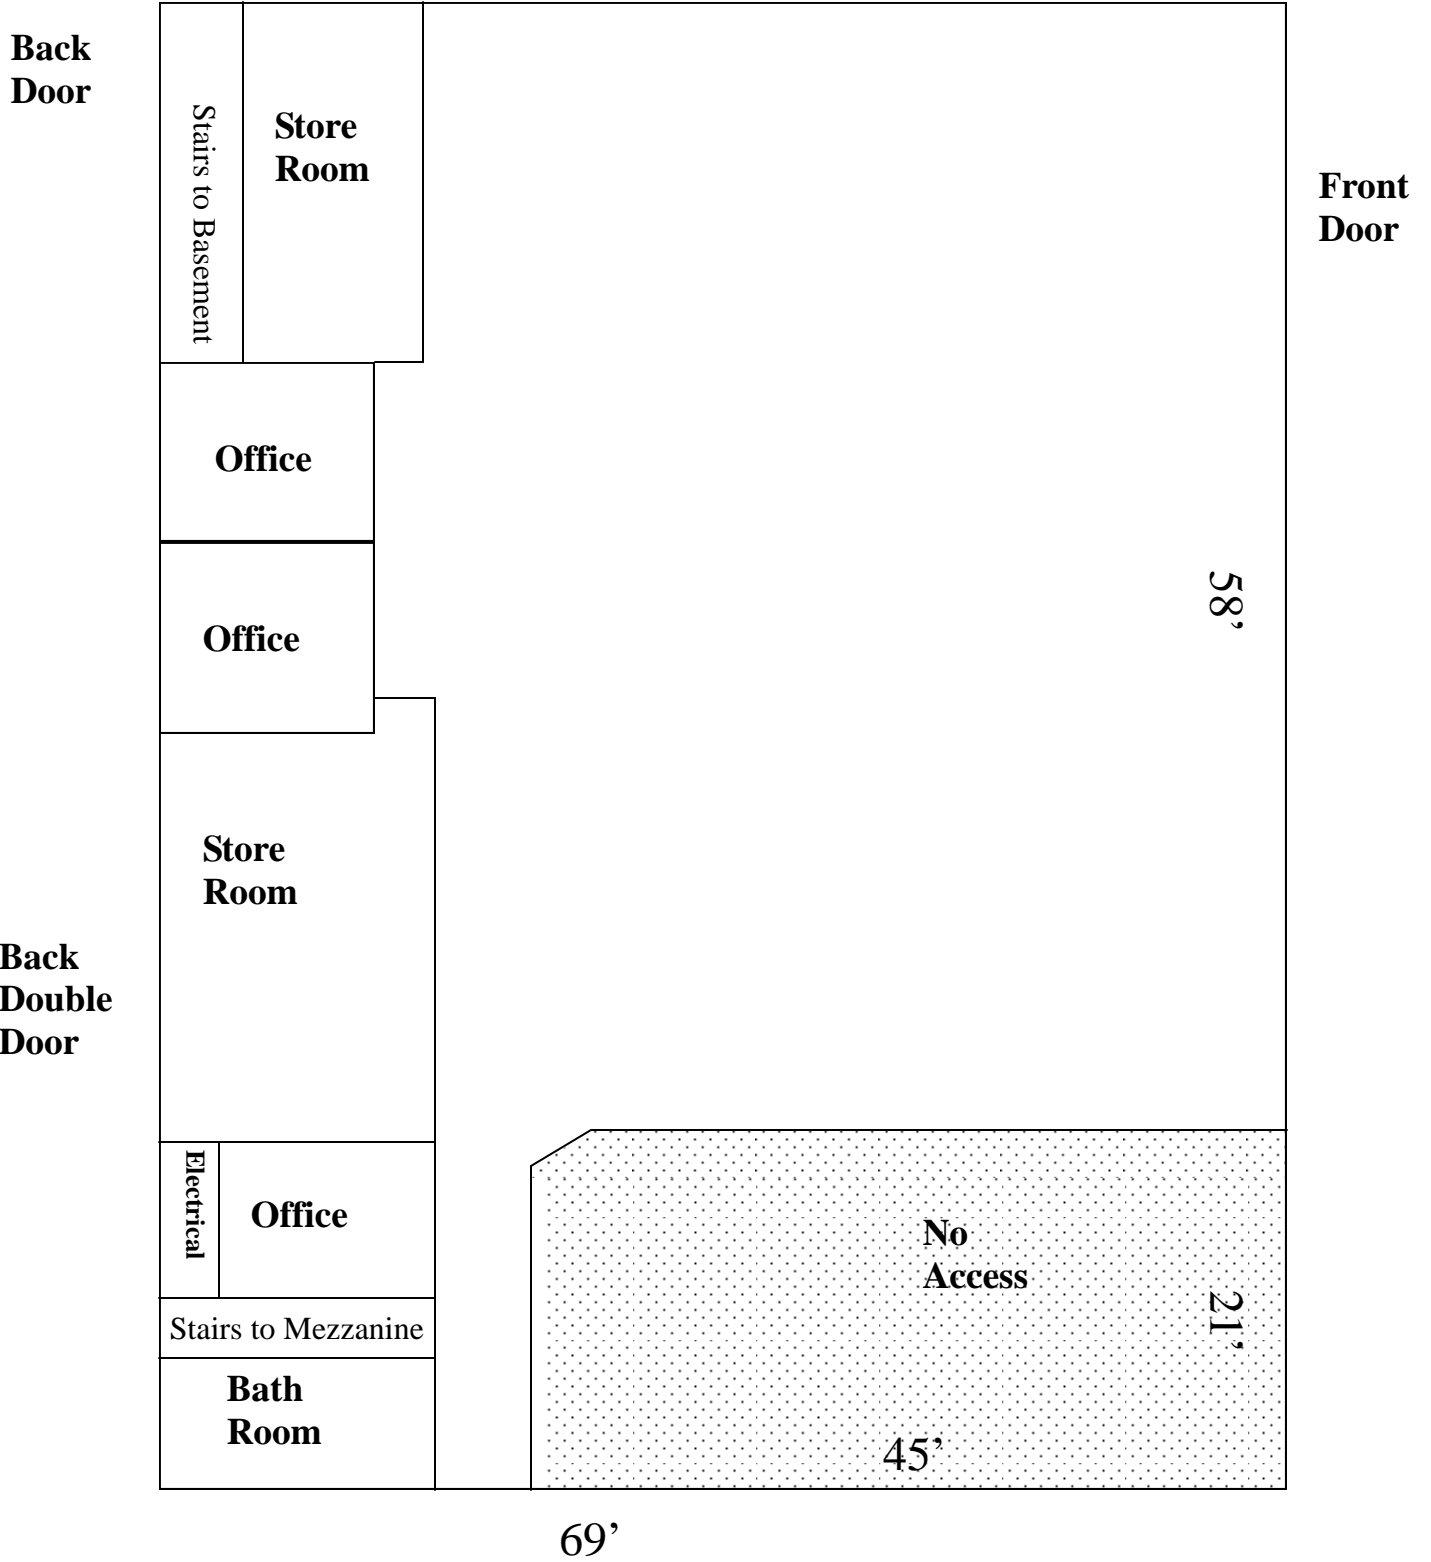 Back
Door
Stairs to Basement
Store
Room
Front
Door
Office
58’
Office
Store
Room
Back
Double
Door
Electrical
Office
No
Access
21’
Stairs to Mezzanine
Bath
Room
45’
69’